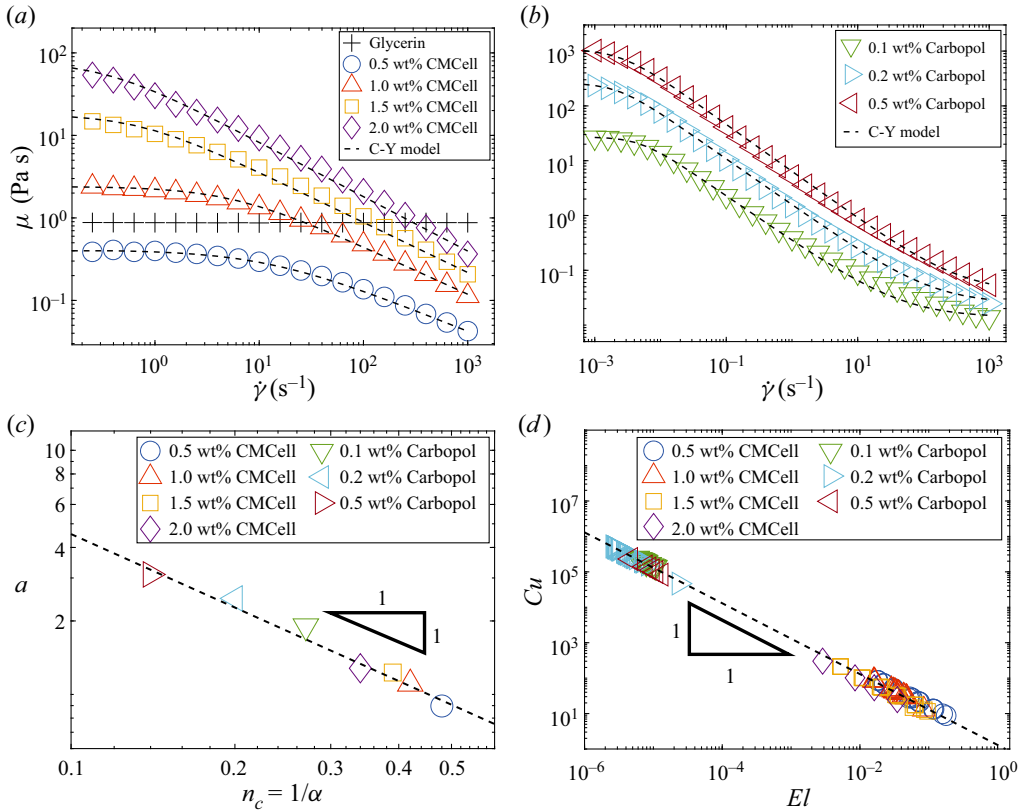 (a)
10²
10¹
10⁰
10⁻¹
μ (Pa s)
Glycerin
0.5 wt% CMCell
1.0 wt% CMCell
1.5 wt% CMCell
2.0 wt% CMCell
C-Y model
10⁰ 10¹ 10² 10³
γ̇ (s⁻¹)
(b)
10³
10²
10¹
10⁰
10⁻¹
10⁻²
0.1 wt% Carbopol
0.2 wt% Carbopol
0.5 wt% Carbopol
C-Y model
10⁻³ 10⁻¹ 10¹ 10³
γ̇ (s⁻¹)
(c)
10
8
6
4
2
a
0.5 wt% CMCell 0.1 wt% Carbopol
1.0 wt% CMCell 0.2 wt% Carbopol
1.5 wt% CMCell 0.5 wt% Carbopol
2.0 wt% CMCell
1
1
0.1 0.2 0.3 0.4 0.5
n_c = 1/α
(d)
10⁷
10⁵
10³
10¹
Cu
0.5 wt% CMCell 0.1 wt% Carbopol
1.0 wt% CMCell 0.2 wt% Carbopol
1.5 wt% CMCell 0.5 wt% Carbopol
2.0 wt% CMCell
1
1
10⁻⁶ 10⁻⁴ 10⁻² 10⁰
El